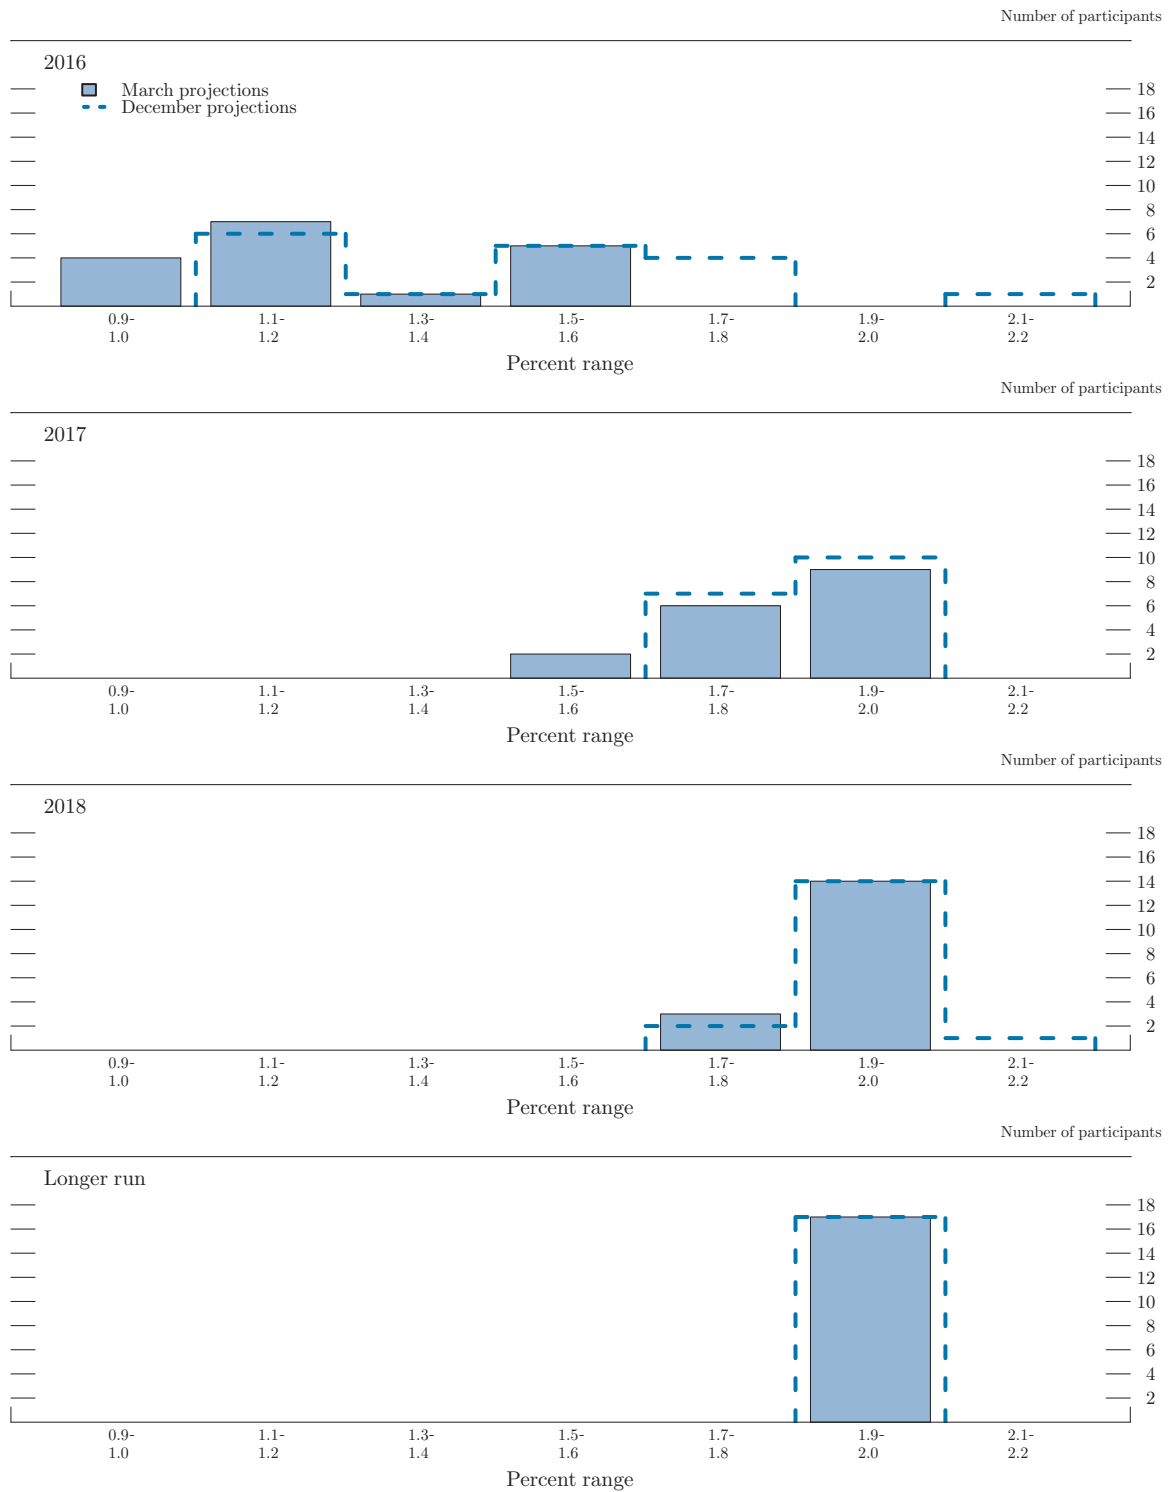 Number of participants
2016
March projections
December projections
18
16
14
12
10
8
6
4
2
0.9- 1.1- 1.3- 1.5- 1.7- 1.9- 2.1-
1.0 1.2 1.4 1.6 1.8 2.0 2.2
Percent range
Number of participants
2017
18
16
14
12
10
8
6
4
2
0.9- 1.1- 1.3- 1.5- 1.7- 1.9- 2.1-
1.0 1.2 1.4 1.6 1.8 2.0 2.2
Percent range
Number of participants
2018
18
16
14
12
10
8
6
4
2
0.9- 1.1- 1.3- 1.5- 1.7- 1.9- 2.1-
1.0 1.2 1.4 1.6 1.8 2.0 2.2
Percent range
Number of participants
Longer run
18
16
14
12
10
8
6
4
2
0.9- 1.1- 1.3- 1.5- 1.7- 1.9- 2.1-
1.0 1.2 1.4 1.6 1.8 2.0 2.2
Percent range